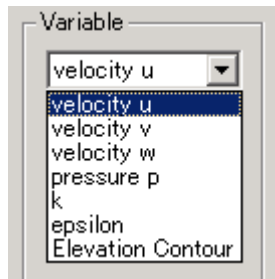 Variable
velocity u
velocity u
velocity v
velocity w
pressure p
k
epsilon
Elevation Contour